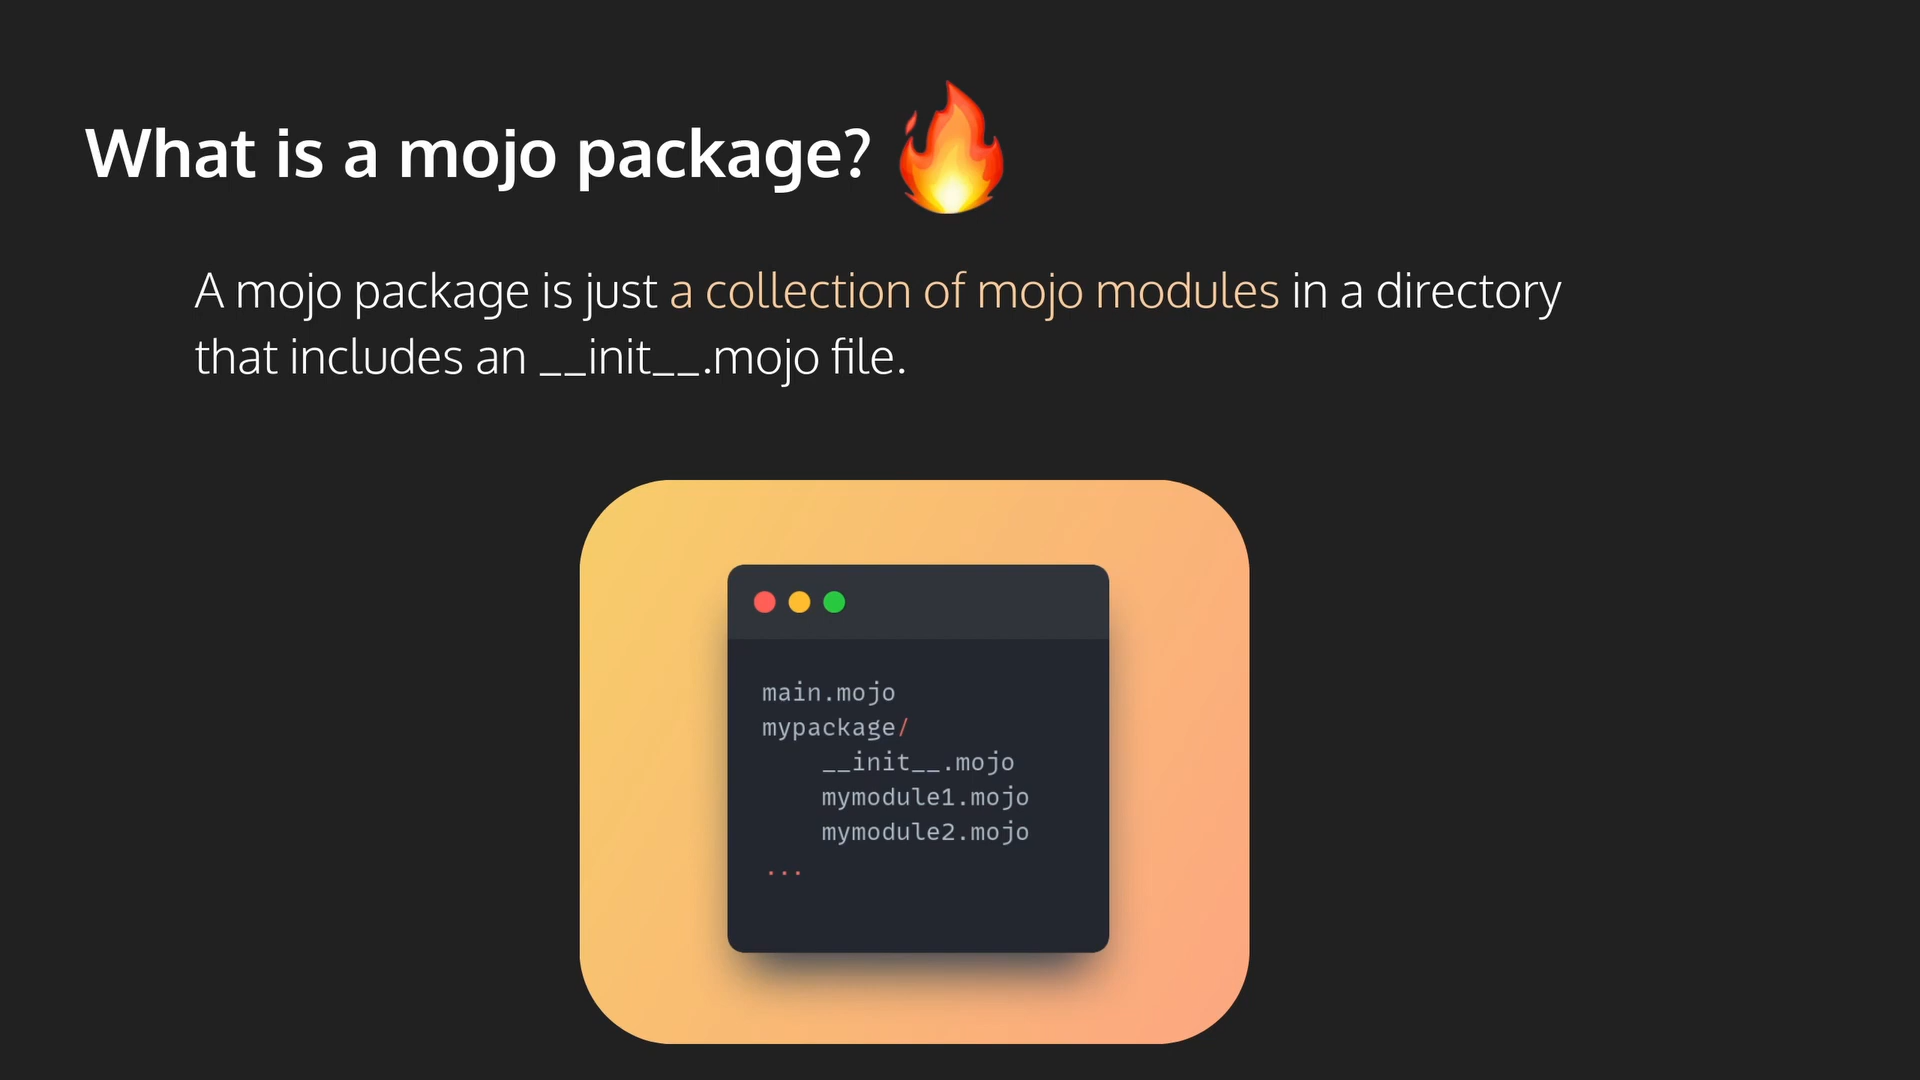 What is a mojo package?
A mojo package is just a collection of mojo modules in a directory
that includes an __init__.mojo file.
main.mojo
mypackage/
__init__.mojo
mymodule1.mojo
mymodule2.mojo
...